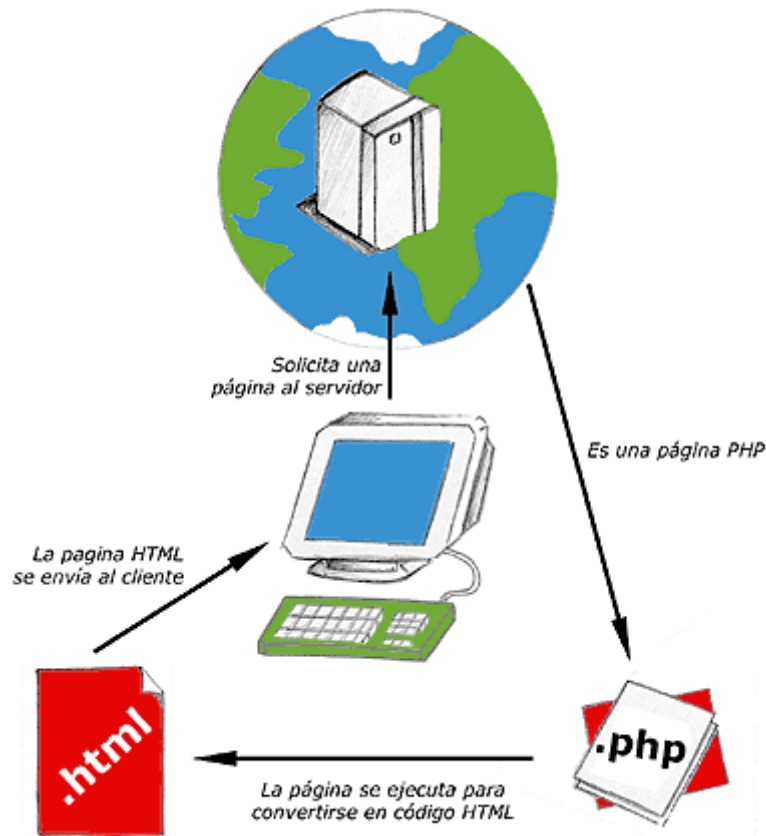 Solicita una
página al servidor
Es una página PHP
La pagina HTML
se envía al cliente
.html
.php
La página se ejecuta para
convertirse en código HTML